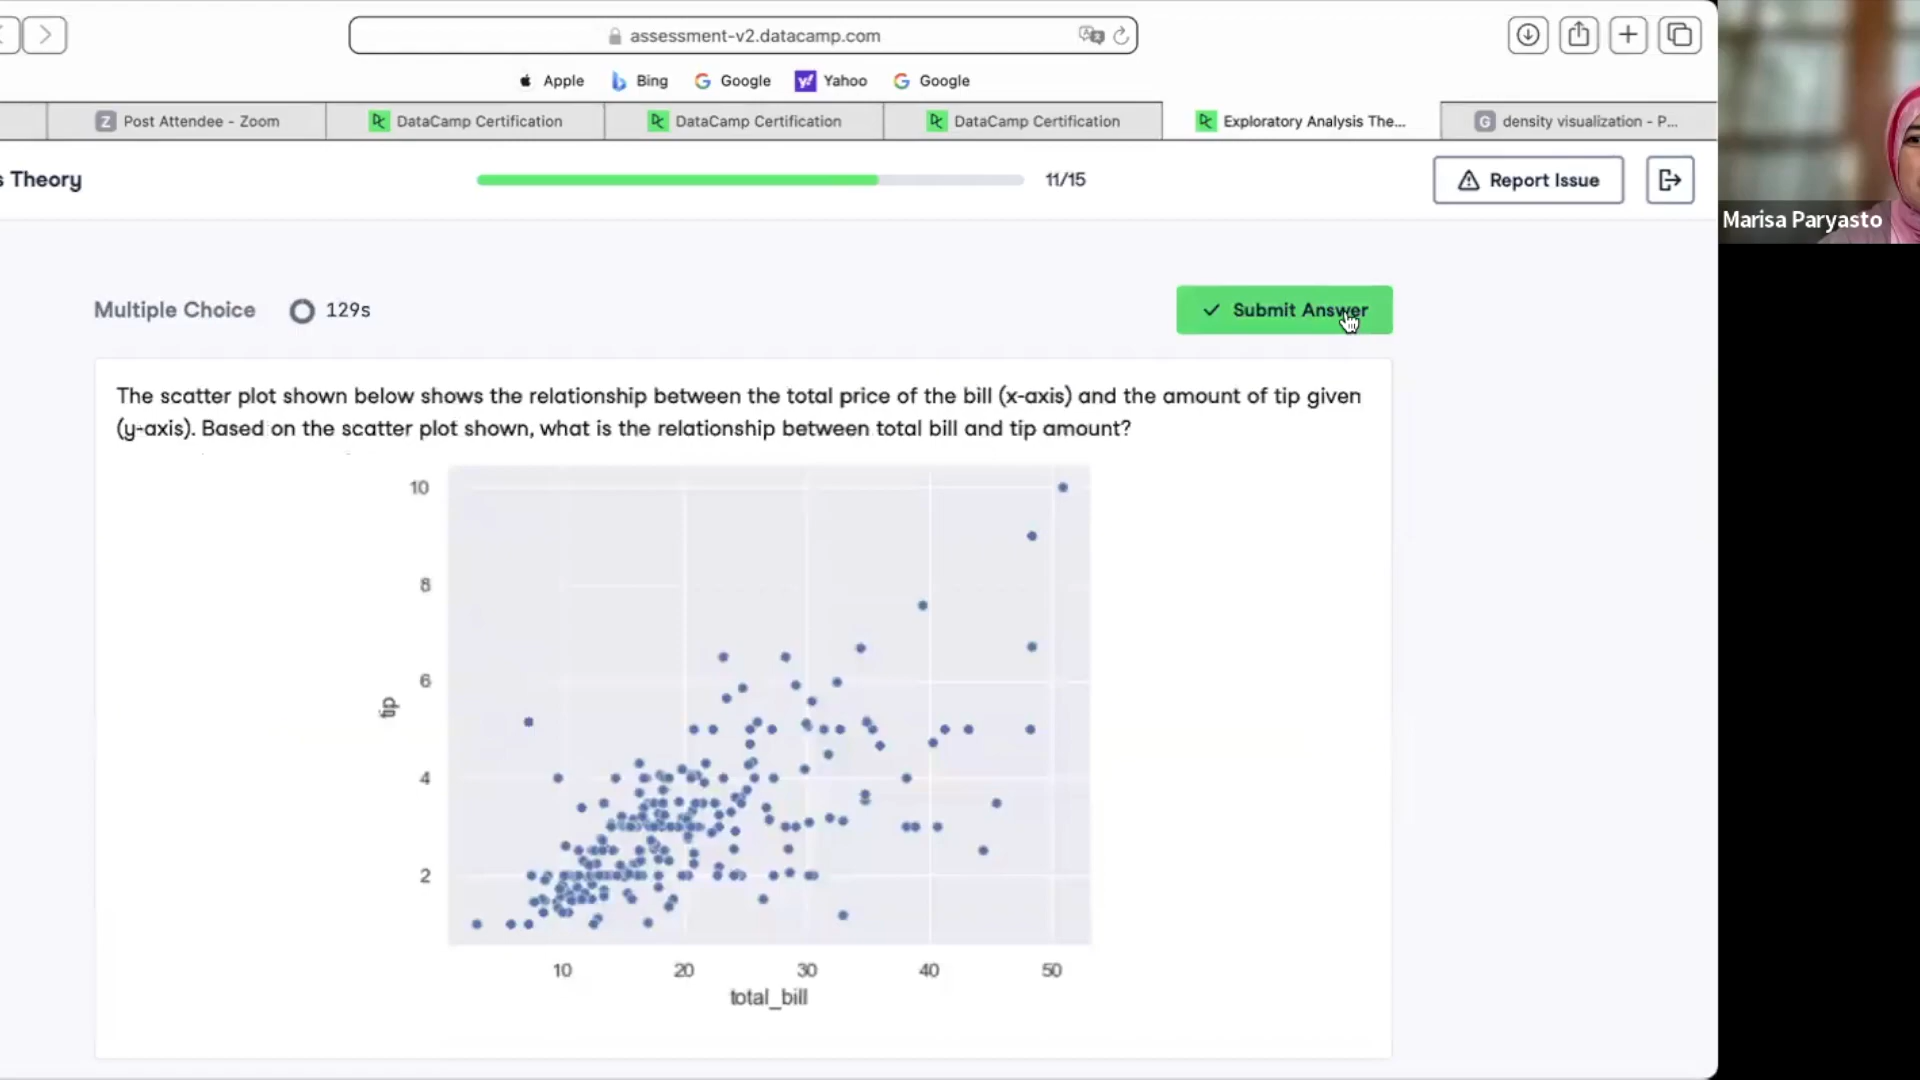 assessment-v2.datacamp.com
Apple
Bing
Google
Yahoo
Google
Post Attendee - Zoom
DataCamp Certification
DataCamp Certification
DataCamp Certification
Exploratory Analysis The...
density visualization - P...
s Theory
11/15
Report Issue
Marisa Paryasto
Multiple Choice
129s
Submit Answer
The scatter plot shown below shows the relationship between the total price of the bill (x-axis) and the amount of tip given
(y-axis). Based on the scatter plot shown, what is the relationship between total bill and tip amount?
10
8
6
4
2
tip
10
20
30
40
50
total_bill